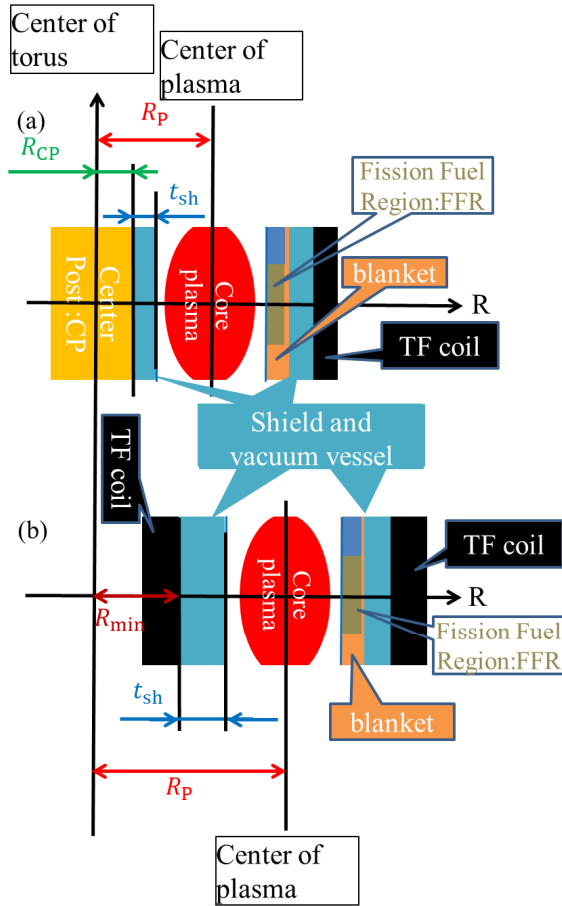 Center of
torus
Center of
plasma
(a)
R_P
R_CP
t_sh
Fission Fuel
Region:FFR
blanket
Center
Post :CP
Core
plasma
R
TF coil
Shield and
vacuum vessel
TF
coil
(b)
TF coil
Core
plasma
R
R_min
Fission Fuel
Region:FFR
t_sh
blanket
R_P
Center of
plasma